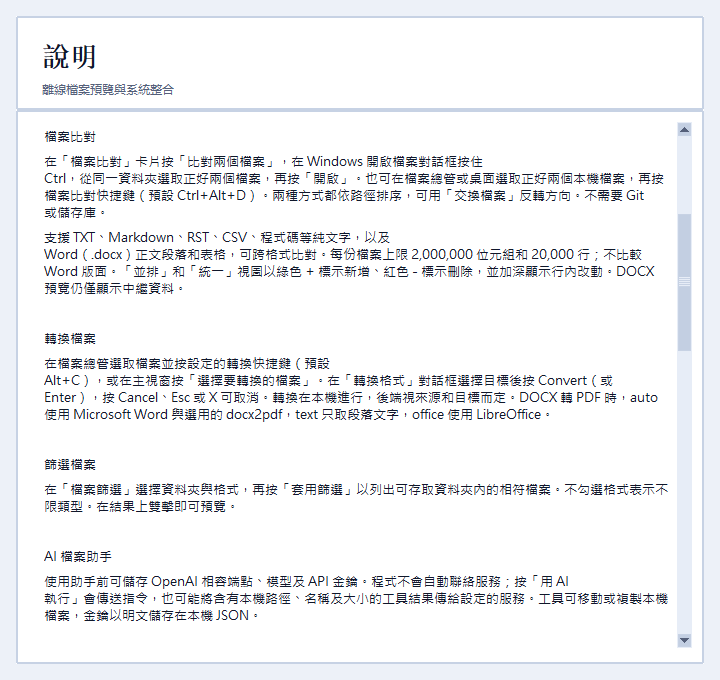 說明
離線檔案預覽與系統整合
檔案比對
在「檔案比對」卡片按「比對兩個檔案」，在 Windows 開啟檔案對話框按住
Ctrl，從同一資料夾選取正好兩個檔案，再按「開啟」。也可在檔案總管或桌面選取正好兩個本機檔案，再按
檔案比對快捷鍵（預設 Ctrl+Alt+D）。兩種方式都依路徑排序，可用「交換檔案」反轉方向。不需要 Git
或儲存庫。
支援 TXT、Markdown、RST、CSV、程式碼等純文字，以及
Word（.docx）正文段落和表格，可跨格式比對。每份檔案上限 2,000,000 位元組和 20,000 行；不比較
Word 版面。「並排」和「統一」視圖以綠色 + 標示新增、紅色 - 標示刪除，並加深顯示行內改動。DOCX
預覽仍僅顯示中繼資料。
轉換檔案
在檔案總管選取檔案並按設定的轉換快捷鍵（預設
Alt+C），或在主視窗按「選擇要轉換的檔案」。在「轉換格式」對話框選擇目標後按 Convert（或
Enter），按 Cancel、Esc 或 X 可取消。轉換在本機進行，後端視來源和目標而定。DOCX 轉 PDF 時，auto
使用 Microsoft Word 與選用的 docx2pdf，text 只取段落文字，office 使用 LibreOffice。
篩選檔案
在「檔案篩選」選擇資料夾與格式，再按「套用篩選」以列出可存取資料夾內的相符檔案。不勾選格式表示不
限類型。在結果上雙擊即可預覽。
AI 檔案助手
使用助手前可儲存 OpenAI 相容端點、模型及 API 金鑰。程式不會自動聯絡服務；按「用 AI
執行」會傳送指令，也可能將含有本機路徑、名稱及大小的工具結果傳給設定的服務。工具可移動或複製本機
檔案，金鑰以明文儲存在本機 JSON。